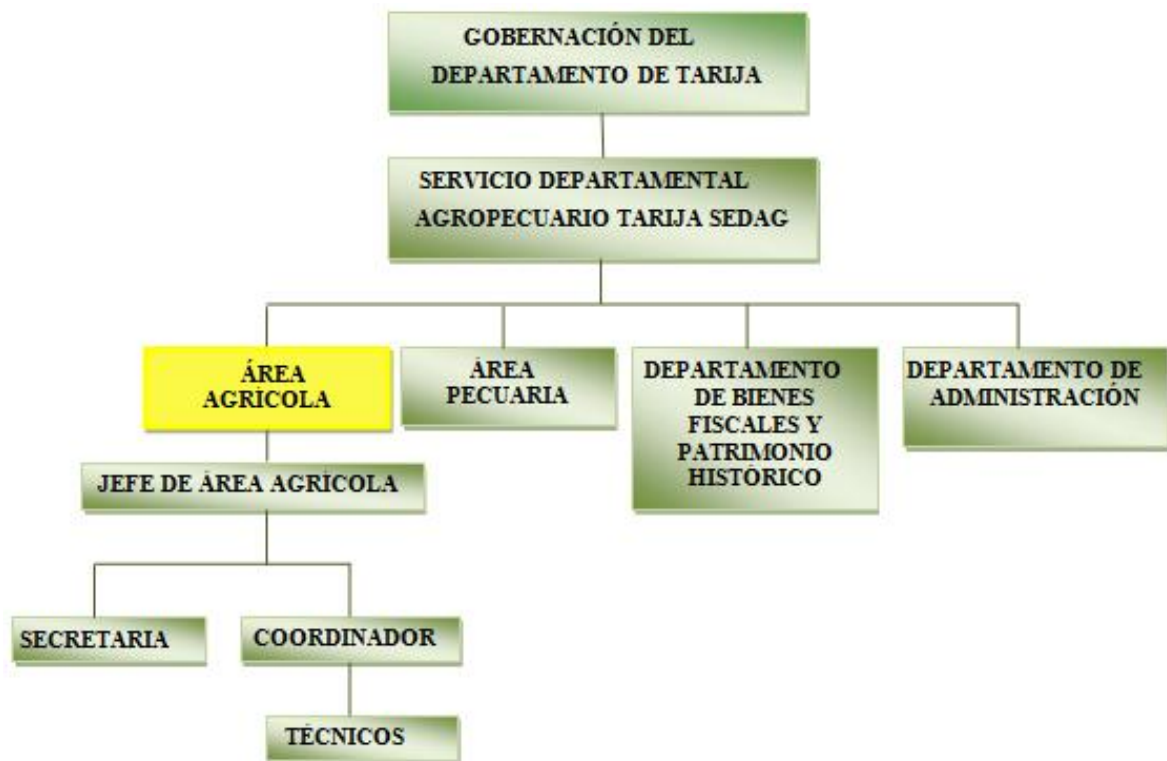 GOBERNACIÓN DEL
DEPARTAMENTO DE TARIJA
SERVICIO DEPARTAMENTAL
AGROPECUARIO TARIJA SEDAG
ÁREA
AGRÍCOLA
ÁREA
PECUARIA
DEPARTAMENTO
DE BIENES
FISCALES Y
PATRIMONIO
HISTÓRICO
DEPARTAMENTO DE
ADMINISTRACIÓN
JEFE DE ÁREA AGRÍCOLA
SECRETARIA
COORDINADOR
TÉCNICOS